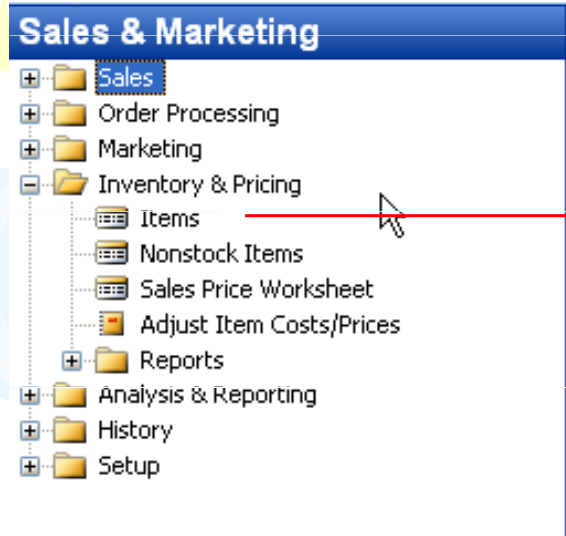 Sales & Marketing
Sales
Order Processing
Marketing
Inventory & Pricing
Items
Nonstock Items
Sales Price Worksheet
Adjust Item Costs/Prices
Reports
Analysis & Reporting
History
Setup